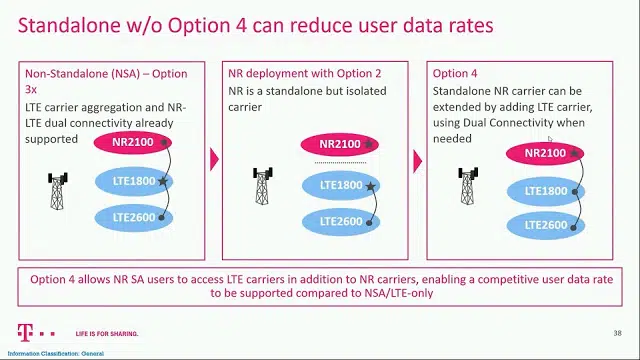 Standalone w/o Option 4 can reduce user data rates
Non-Standalone (NSA) – Option
3x
LTE carrier aggregation and NR-
LTE dual connectivity already
supported
NR2100
LTE1800
LTE2600
NR deployment with Option 2
NR is a standalone but isolated
carrier
NR2100
LTE1800
LTE2600
Option 4
Standalone NR carrier can be
extended by adding LTE carrier,
using Dual Connectivity when
needed
NR2100
LTE1800
LTE2600
Option 4 allows NR SA users to access LTE carriers in addition to NR carriers, enabling a competitive user data rate
to be supported compared to NSA/LTE-only
T
LIFE IS FOR SHARING.
38
Information Classification: General